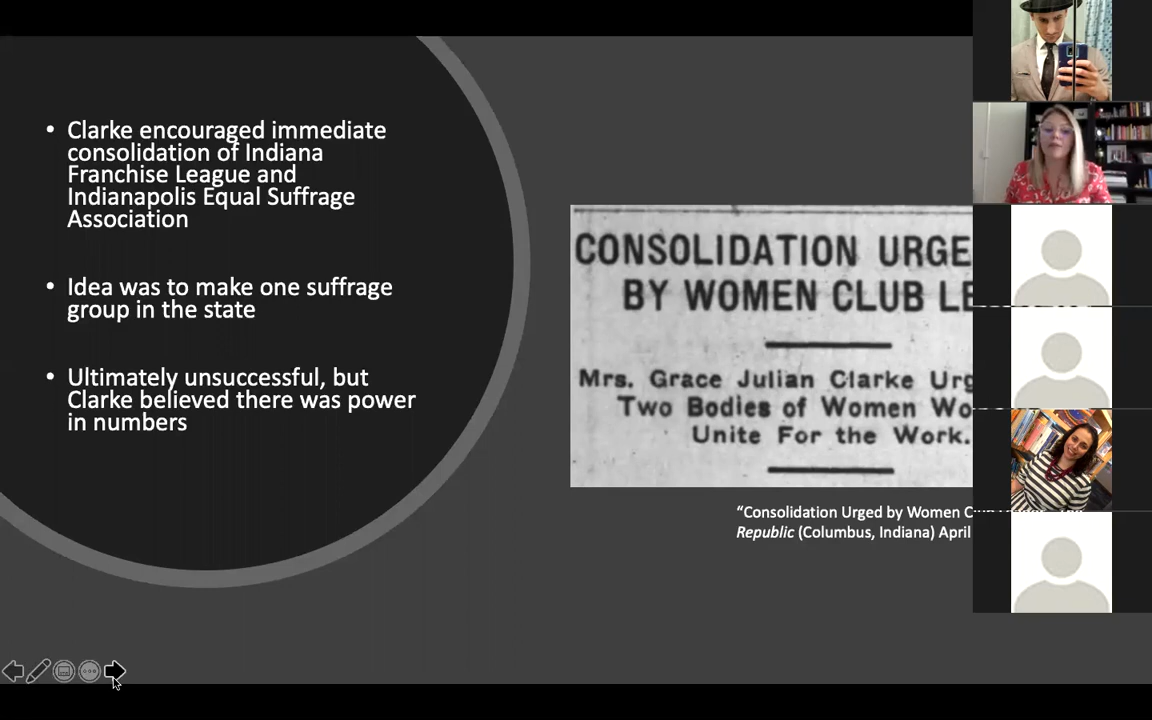 • Clarke encouraged immediate
consolidation of Indiana
Franchise League and
Indianapolis Equal Suffrage
Association
• Idea was to make one suffrage
group in the state
• Ultimately unsuccessful, but
Clarke believed there was power
in numbers
CONSOLIDATION URGE
BY WOMEN CLUB LE
Mrs. Grace Julian Clarke Urg
Two Bodies of Women Wo
Unite For the Work.
“Consolidation Urged by Women C
Republic (Columbus, Indiana) April